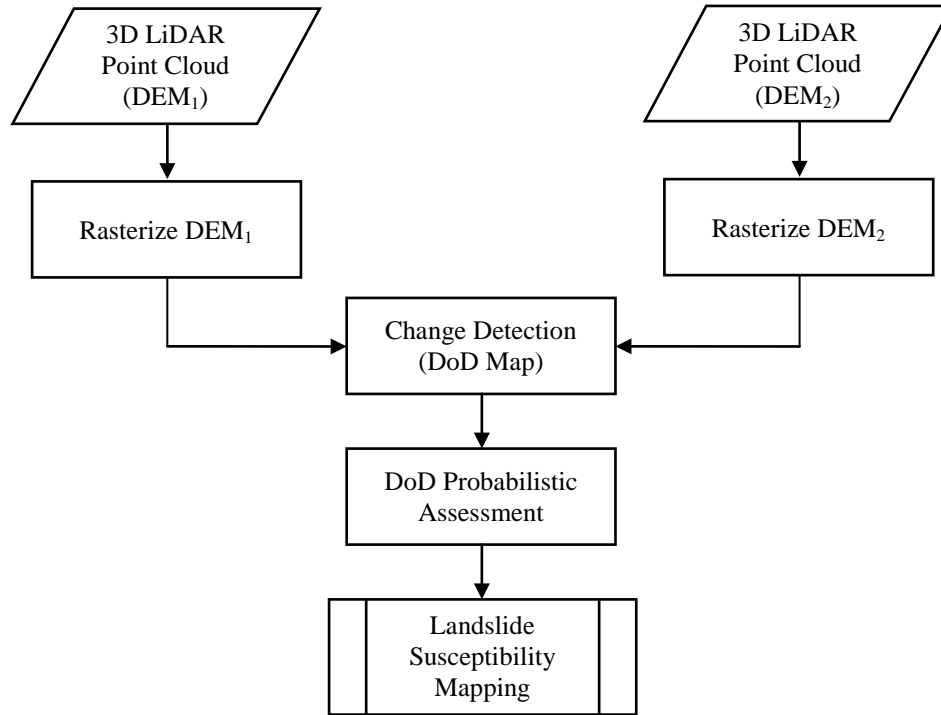 3D LiDAR
Point Cloud
(DEM₁)
3D LiDAR
Point Cloud
(DEM₂)
Rasterize DEM₁
Rasterize DEM₂
Change Detection
(DoD Map)
DoD Probabilistic
Assessment
Landslide
Susceptibility
Mapping